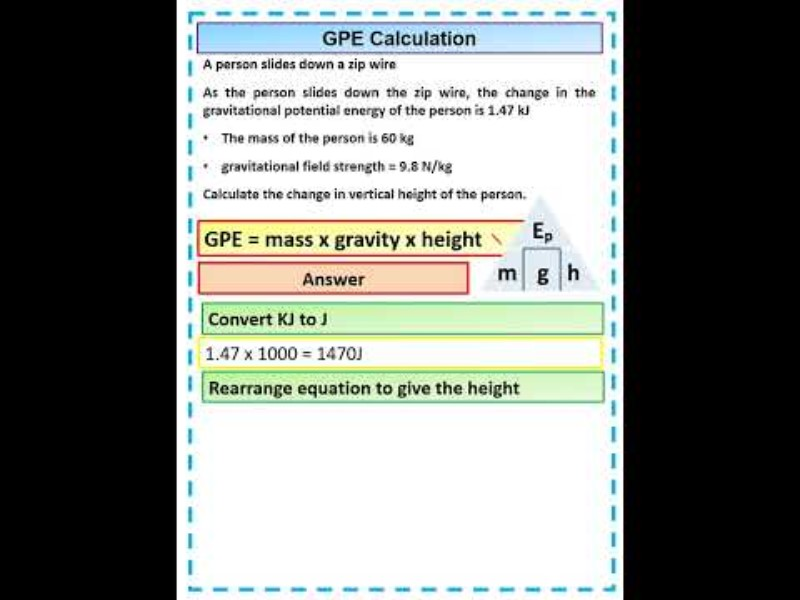 GPE Calculation
A person slides down a zip wire
As the person slides down the zip wire, the change in the
gravitational potential energy of the person is 1.47 kJ
• The mass of the person is 60 kg
• gravitational field strength = 9.8 N/kg
Calculate the change in vertical height of the person.
GPE = mass x gravity x height
Ep
m g h
Answer
Convert KJ to J
1.47 x 1000 = 1470J
Rearrange equation to give the height